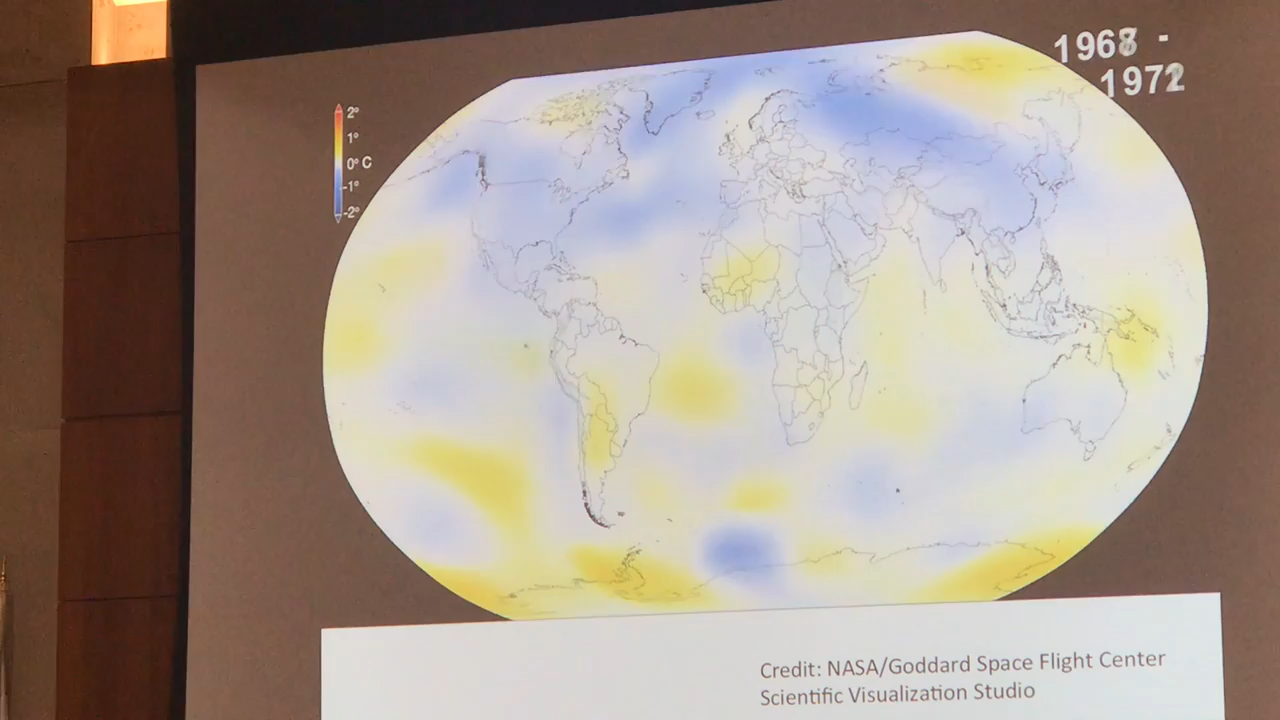 1968 -
1972
2°
1°
0° C
-1°
-2°
Credit: NASA/Goddard Space Flight Center
Scientific Visualization Studio